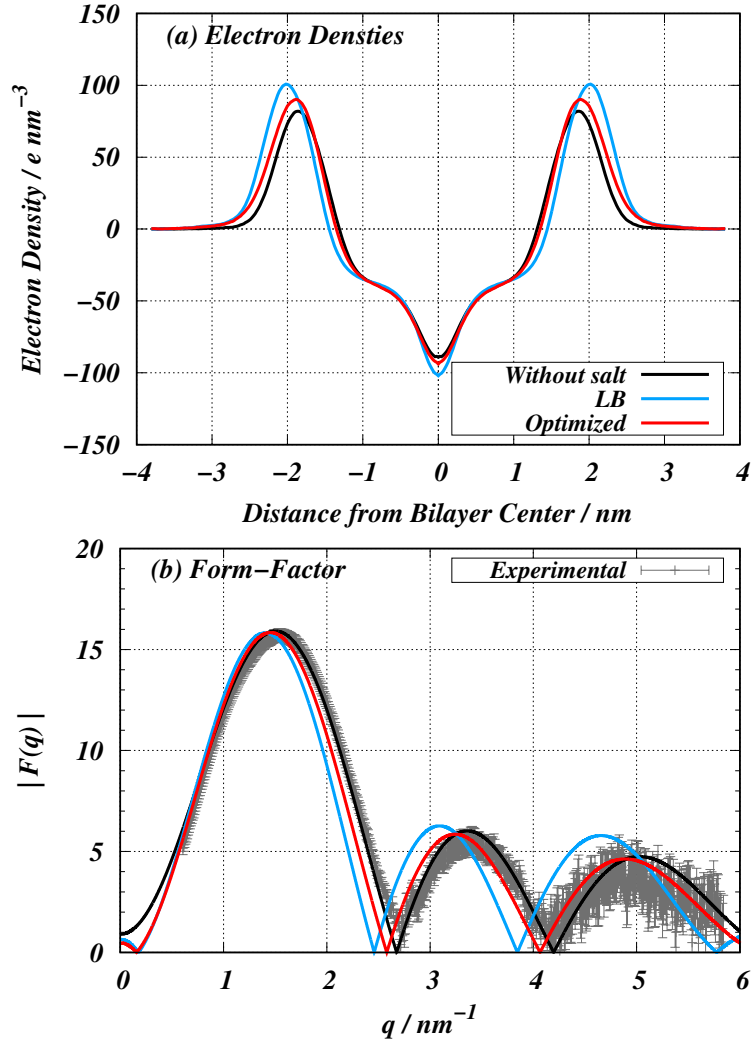 (a) Electron Densties
Electron Density / e nm⁻³
150
100
50
0
−50
−100
−150
Without salt
LB
Optimized
−4 −3 −2 −1 0 1 2 3 4
Distance from Bilayer Center / nm
(b) Form−Factor
Experimental
| F(q) |
20
15
10
5
0
0 1 2 3 4 5 6
q / nm⁻¹